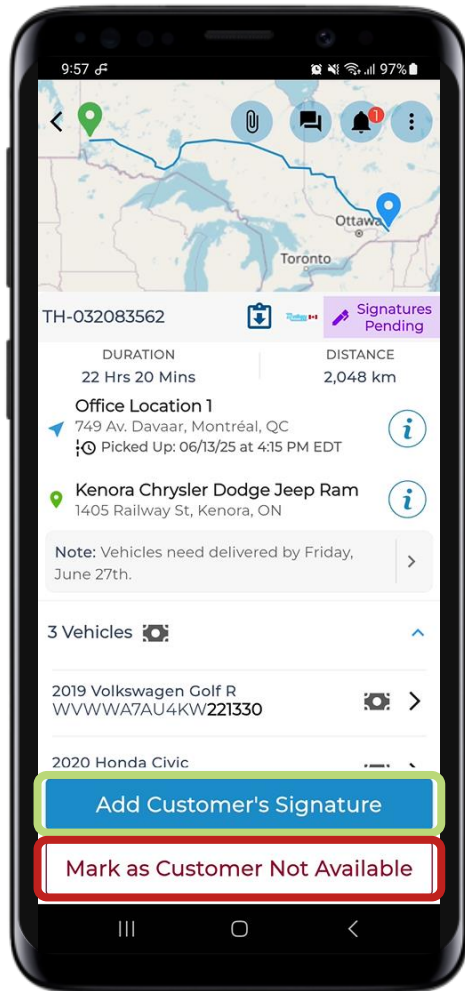 9:57
97%
1
Ottawa
Toronto
TH-032083562
Signatures
Pending
DURATION
DISTANCE
22 Hrs 20 Mins
2,048 km
Office Location 1
749 Av. Davaar, Montréal, QC
Picked Up: 06/13/25 at 4:15 PM EDT
Kenora Chrysler Dodge Jeep Ram
1405 Railway St, Kenora, ON
Note: Vehicles need delivered by Friday,
June 27th.
3 Vehicles
2019 Volkswagen Golf R
WVWWA7AU4KW221330
2020 Honda Civic
Add Customer's Signature
Mark as Customer Not Available